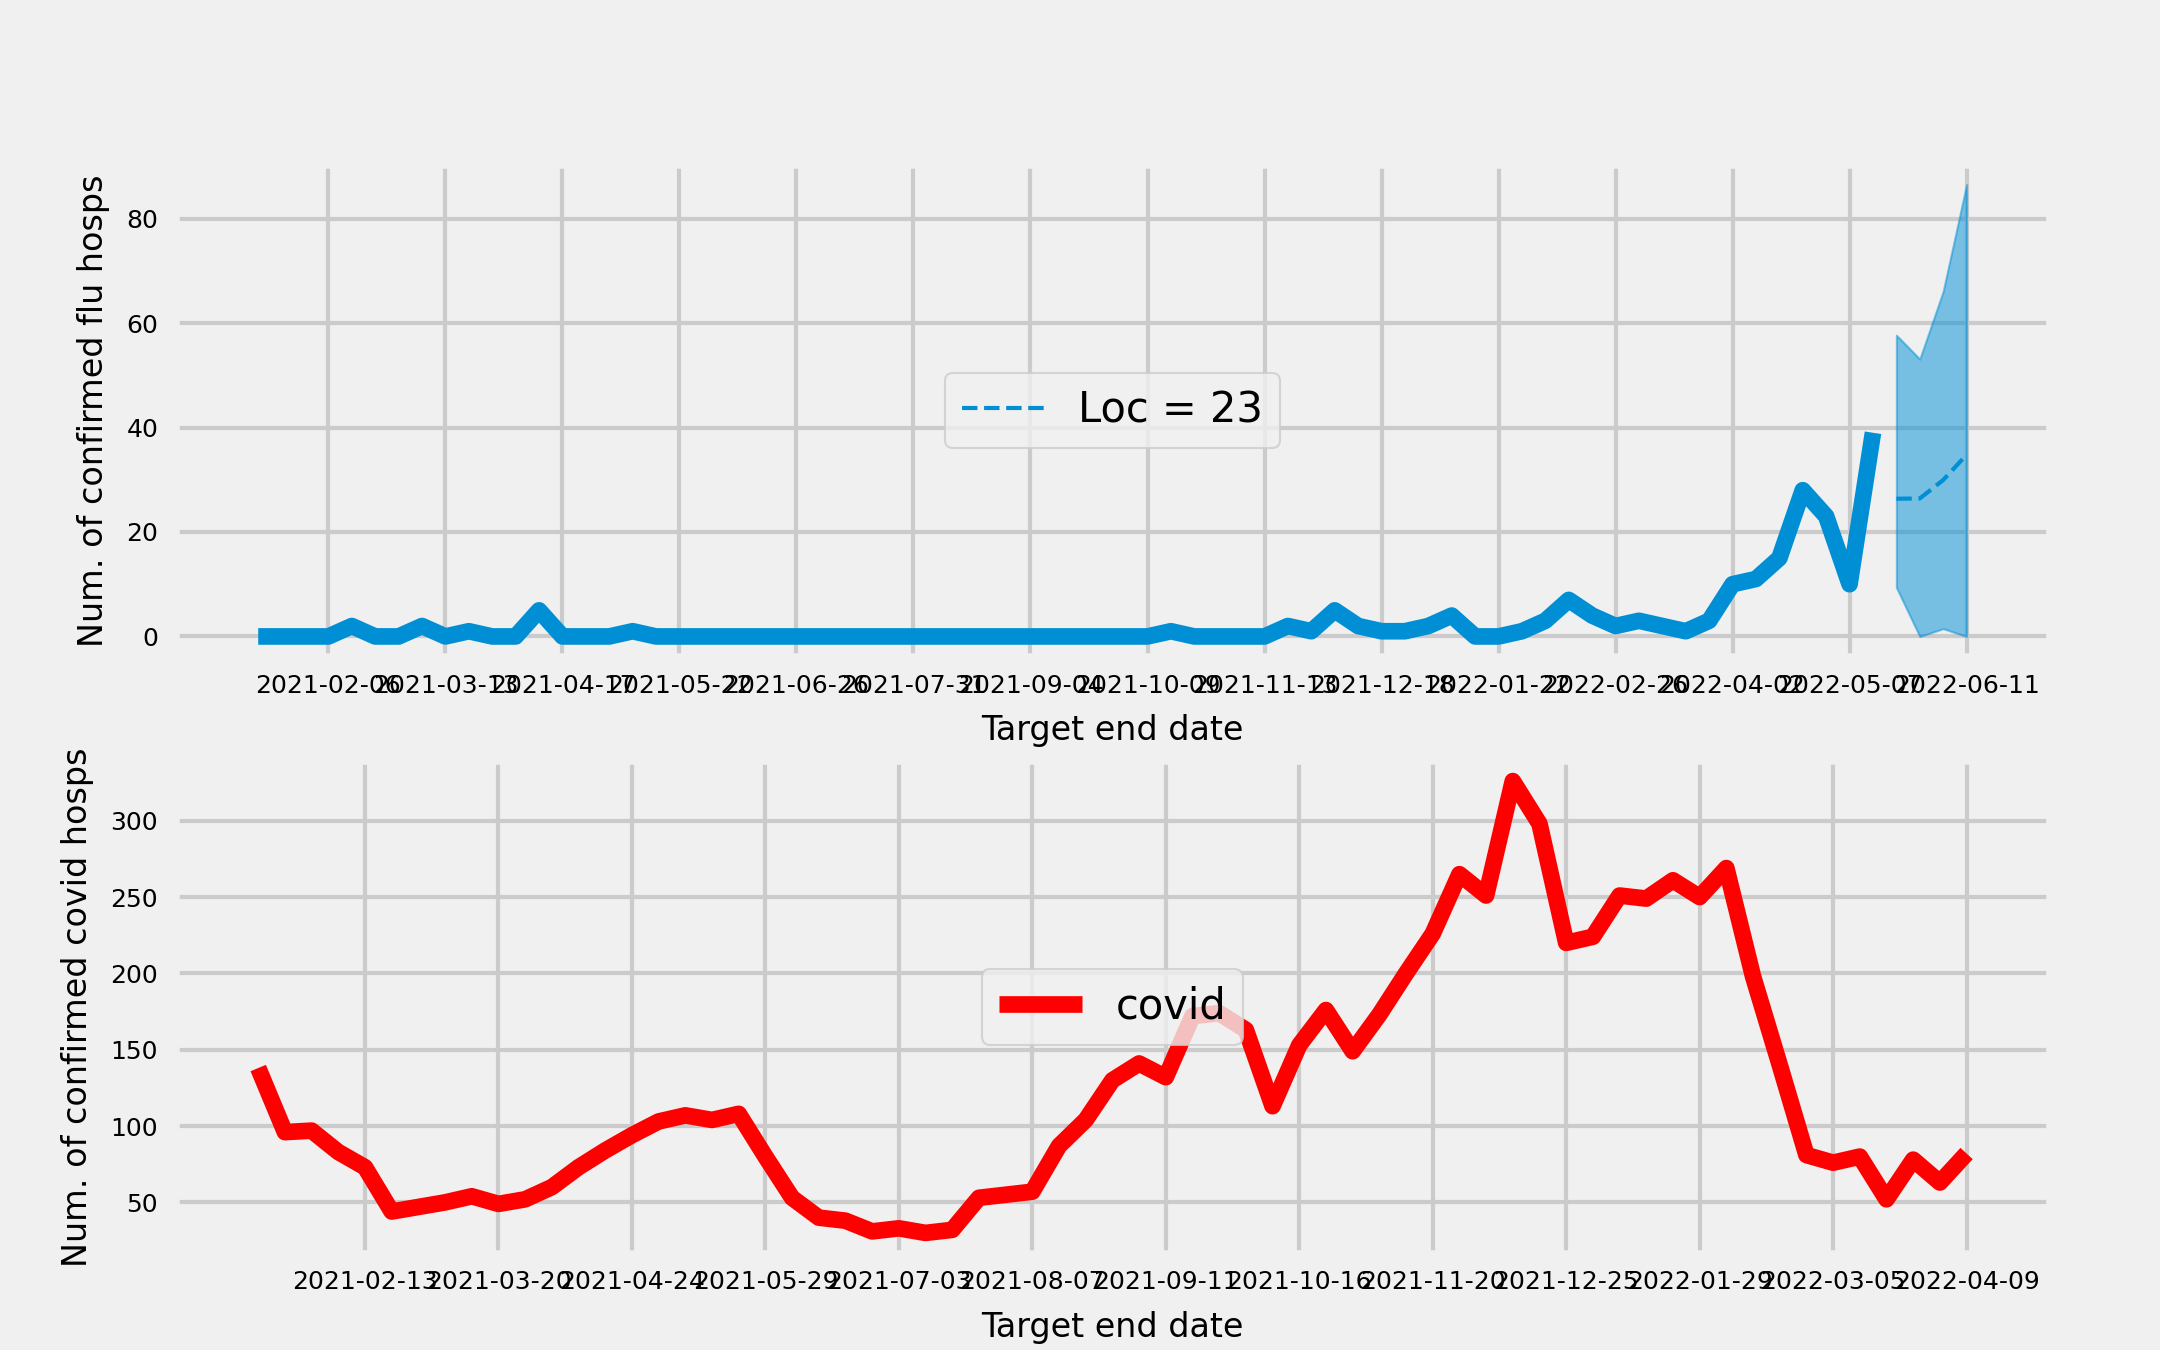 Num. of confirmed flu hosps
80
60
40
20
0
Loc = 23
2021-02-06 2021-03-13 2021-04-17 2021-05-22 2021-06-26 2021-07-31 2021-09-04 2021-10-09 2021-11-13 2021-12-18 2022-01-22 2022-02-26 2022-04-02 2022-05-07 2022-06-11
Target end date
Num. of confirmed covid hosps
300
250
200
150
100
50
covid
2021-02-13 2021-03-20 2021-04-24 2021-05-29 2021-07-03 2021-08-07 2021-09-11 2021-10-16 2021-11-20 2021-12-25 2022-01-29 2022-03-05 2022-04-09
Target end date